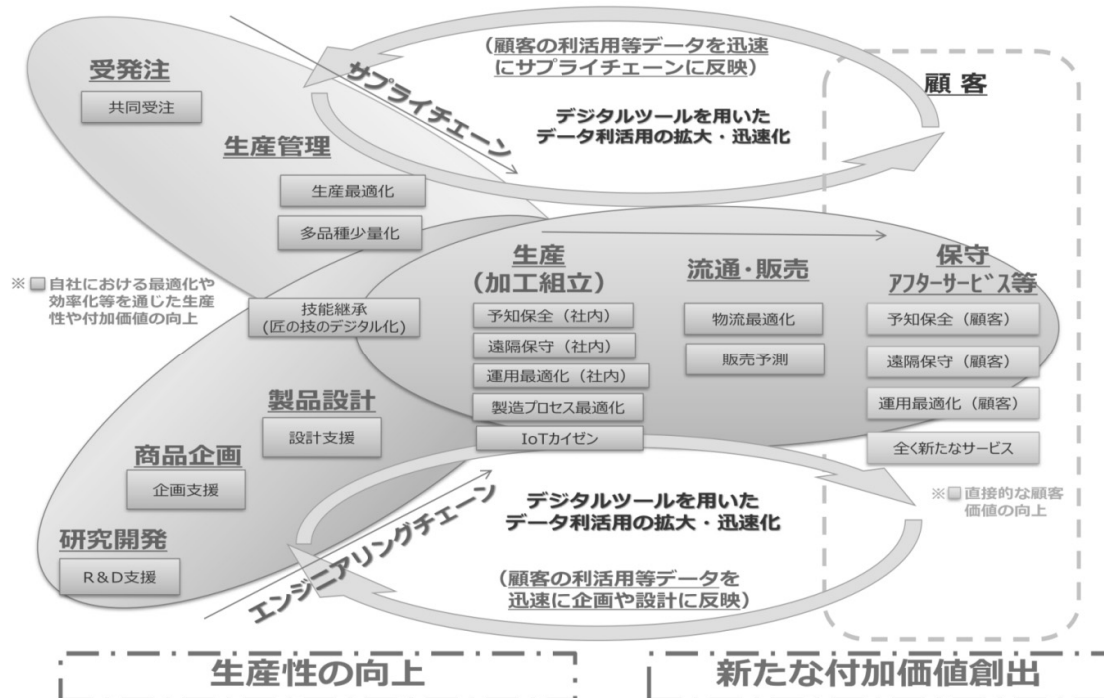 受発注
共同受注
生産管理
生産最適化
多品種少量化
サプライチェーン
(顧客の利活用等データを迅速
にサプライチェーンに反映)
デジタルツールを用いた
データ利活用の拡大・迅速化
顧 客
※ 自社における最適化や
効率化等を通じた生産
性や付加価値の向上
技能継承
(匠の技のデジタル化)
生産
(加工組立)
予知保全(社内)
遠隔保守(社内)
運用最適化(社内)
製造プロセス最適化
IoTカイゼン
流通・販売
物流最適化
販売予測
保守
アフターサービス等
予知保全(顧客)
遠隔保守(顧客)
運用最適化(顧客)
全く新たなサービス
※ 直接的な顧客
価値の向上
製品設計
設計支援
商品企画
企画支援
研究開発
R&D支援
エンジニアリングチェーン
デジタルツールを用いた
データ利活用の拡大・迅速化
(顧客の利活用等データを
迅速に企画や設計に反映)
生産性の向上
新たな付加価値創出